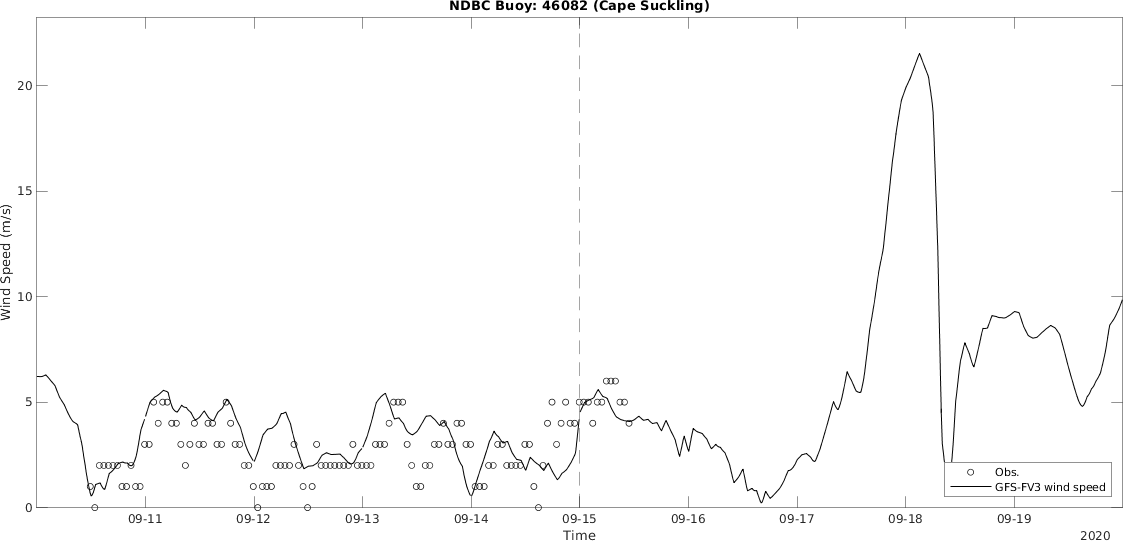 NDBC Buoy: 46082 (Cape Suckling)
Wind Speed (m/s)
20
15
10
5
0
09-11 09-12 09-13 09-14 09-15 09-16 09-17 09-18 09-19
Time
2020
Obs.
GFS-FV3 wind speed